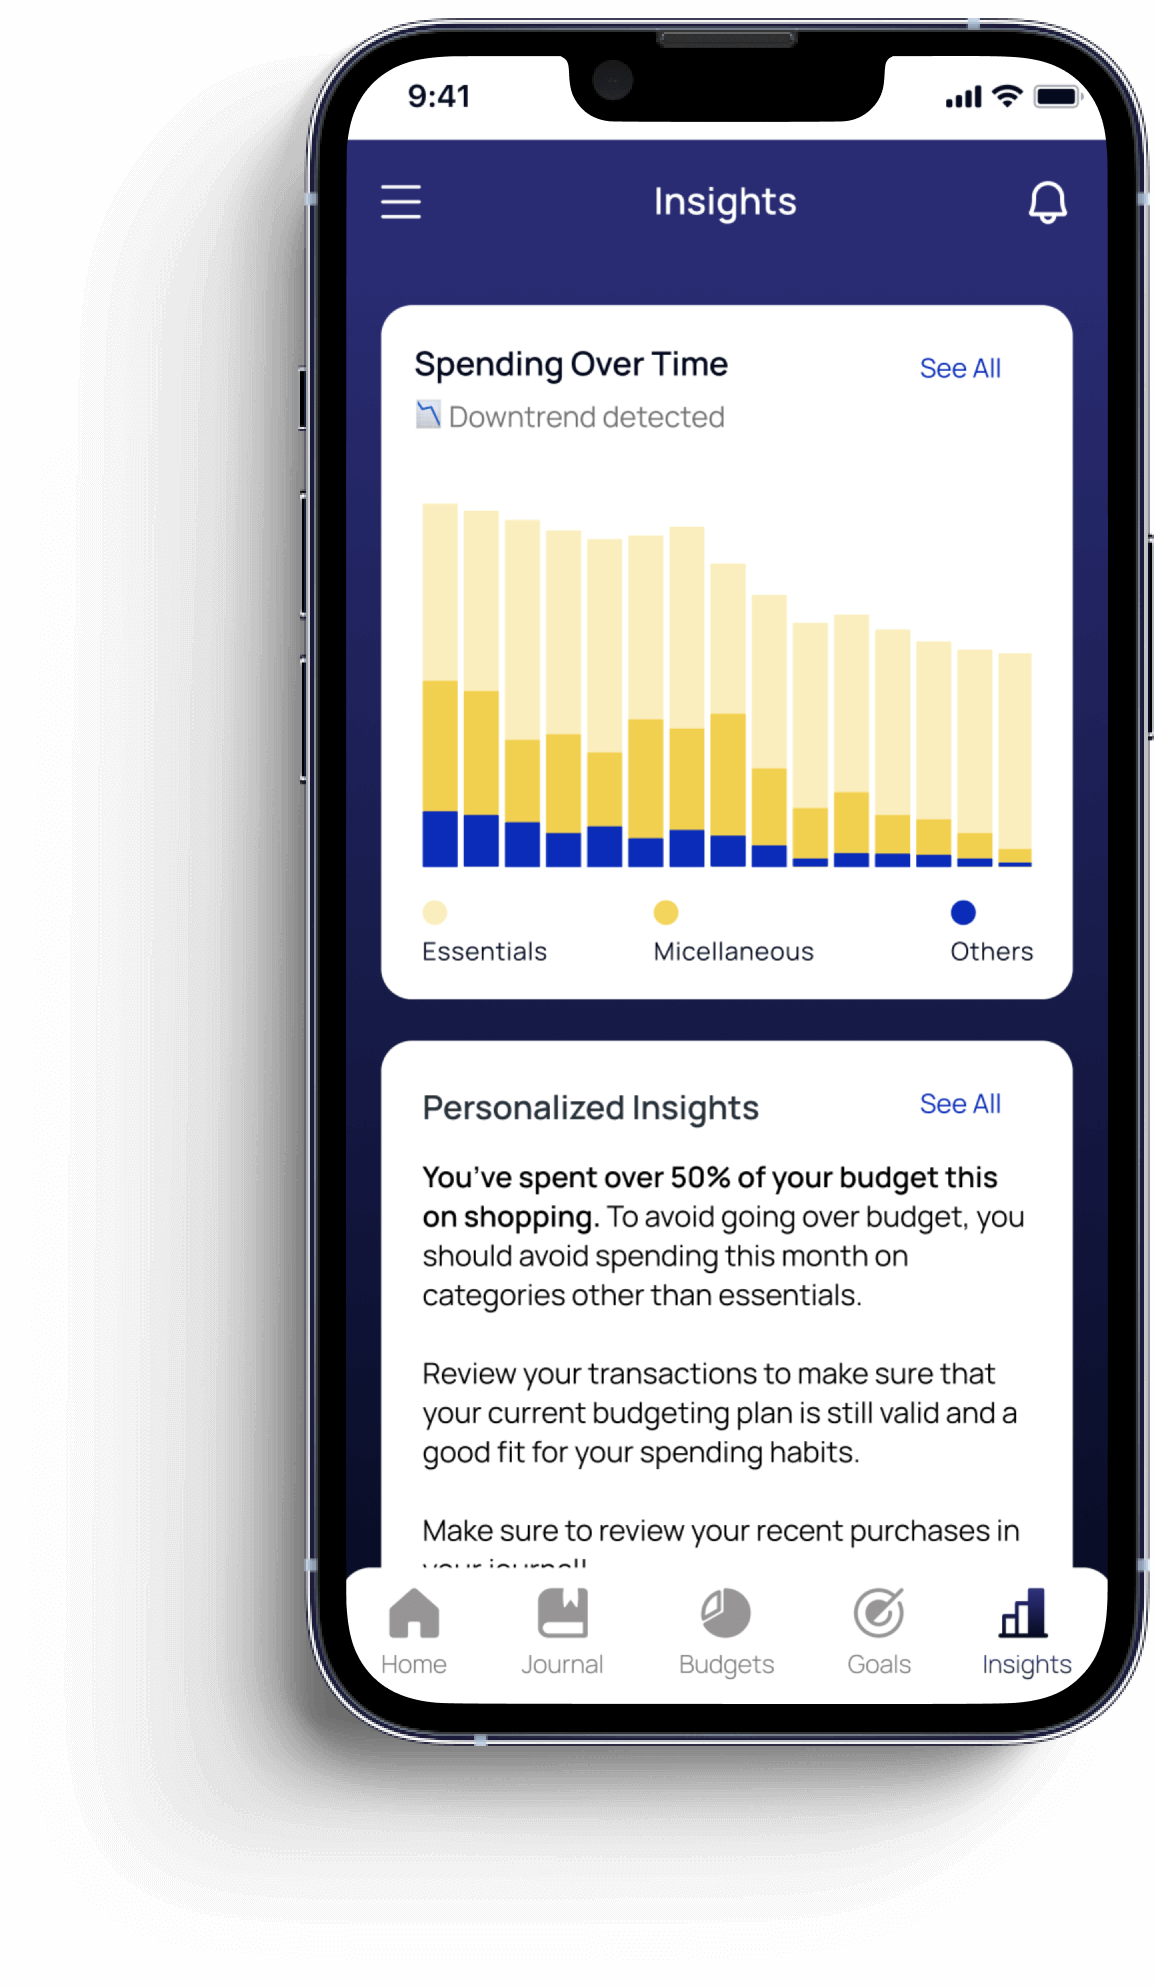 9:41
Insights
Spending Over Time
See All
Downtrend detected
Essentials
Micellaneous
Others
Personalized Insights
See All
You've spent over 50% of your budget this
on shopping. To avoid going over budget, you
should avoid spending this month on
categories other than essentials.
Review your transactions to make sure that
your current budgeting plan is still valid and a
good fit for your spending habits.
Make sure to review your recent purchases in
your journal!
Home
Journal
Budgets
Goals
Insights